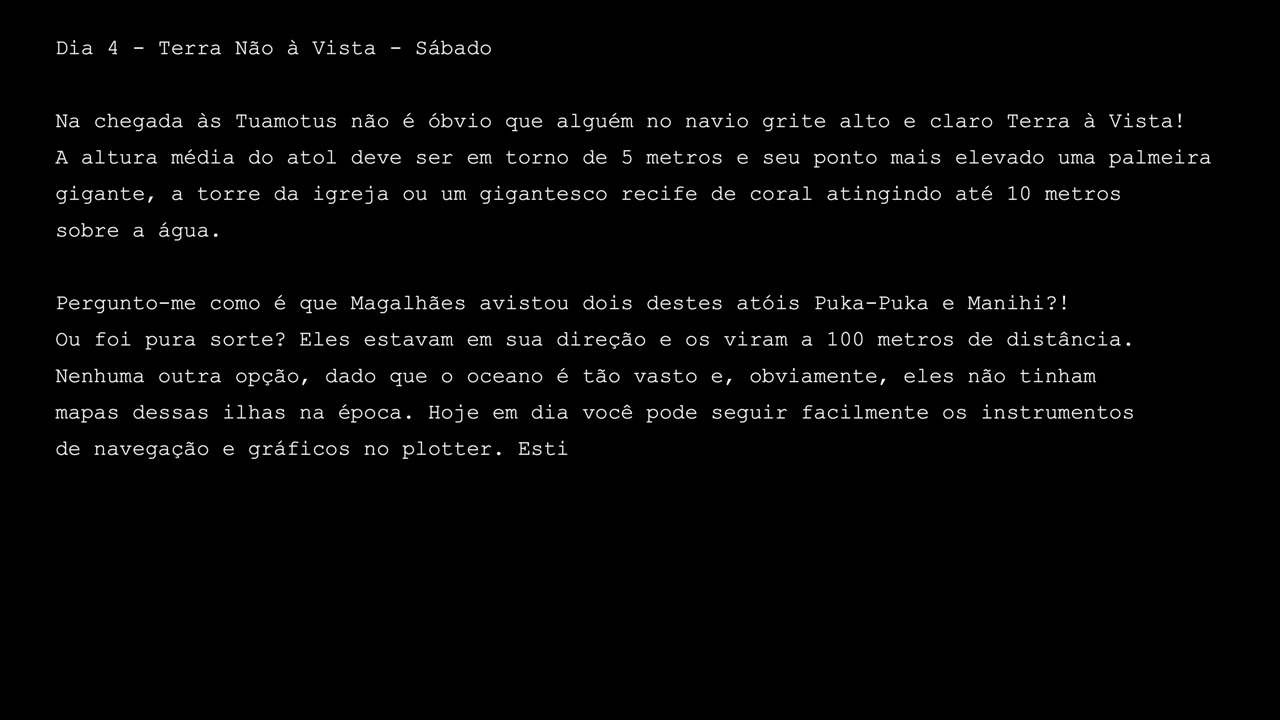 Dia 4 - Terra Não à Vista - Sábado
Na chegada às Tuamotus não é óbvio que alguém no navio grite alto e claro Terra à Vista!
A altura média do atol deve ser em torno de 5 metros e seu ponto mais elevado uma palmeira
gigante, a torre da igreja ou um gigantesco recife de coral atingindo até 10 metros
sobre a água.
Pergunto-me como é que Magalhães avistou dois destes atóis Puka-Puka e Manihi?!
Ou foi pura sorte? Eles estavam em sua direção e os viram a 100 metros de distância.
Nenhuma outra opção, dado que o oceano é tão vasto e, obviamente, eles não tinham
mapas dessas ilhas na época. Hoje em dia você pode seguir facilmente os instrumentos
de navegação e gráficos no plotter. Esti